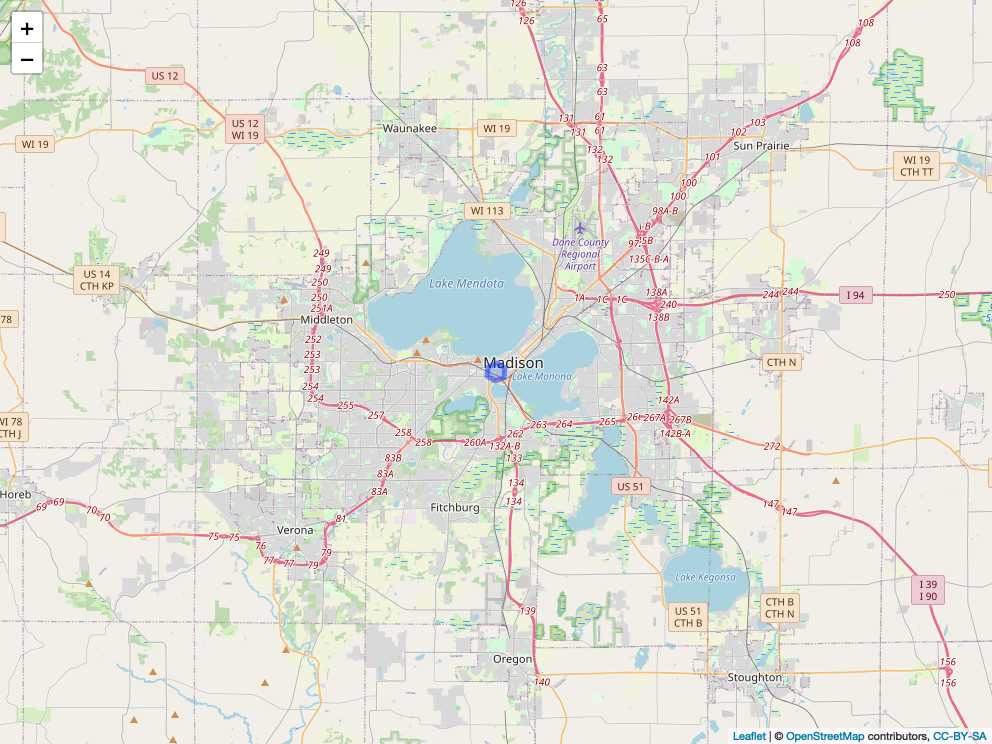 +
−
126
126
65
108
108
US 12
63
63
US 12
WI 19
Waunakee
WI 19
131
131
61
61
103
102
WI 19
132
132
Sun Prairie
101
WI 19
CTH TT
100
100
WI 113
98A-B
Dane County
Regional
Airport
135C-B-A
249
249
US 14
CTH KP
250
250
251A
Lake Mendota
1A
1C
1C
138A
240
138B
244
244
I 94
250
78
Middleton
252
253
253
Madison
Lake Monona
CTH N
254
254
255
257
258
258
WI 78
CTH J
260A
262
132A-B
133
263
264
265
267A
267B
142A
142B-A
272
83B
83A
83A
134
134
US 51
Horeb
69
69
70
70
Fitchburg
147
147
81
Verona
75
75
76
77
77
79
79
Lake Kegonsa
I 39
I 90
US 51
CTH B
CTH B
CTH N
139
Oregon
140
Stoughton
156
156
Leaflet | © OpenStreetMap contributors, CC-BY-SA